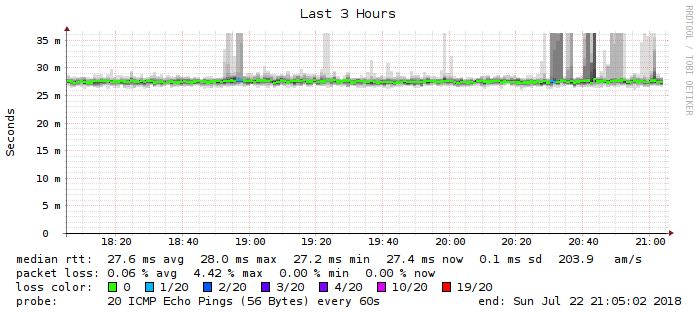 Last 3 Hours
RRDTOOL / TOBI OETIKER
Seconds
35 m
30 m
25 m
20 m
15 m
10 m
5 m
0
18:20 18:40 19:00 19:20 19:40 20:00 20:20 20:40 21:00
median rtt: 27.6 ms avg 28.0 ms max 27.2 ms min 27.4 ms now 0.1 ms sd 203.9 am/s
packet loss: 0.06 % avg 4.42 % max 0.00 % min 0.00 % now
loss color: 0 1/20 2/20 3/20 4/20 10/20 19/20
probe: 20 ICMP Echo Pings (56 Bytes) every 60s end: Sun Jul 22 21:05:02 2018